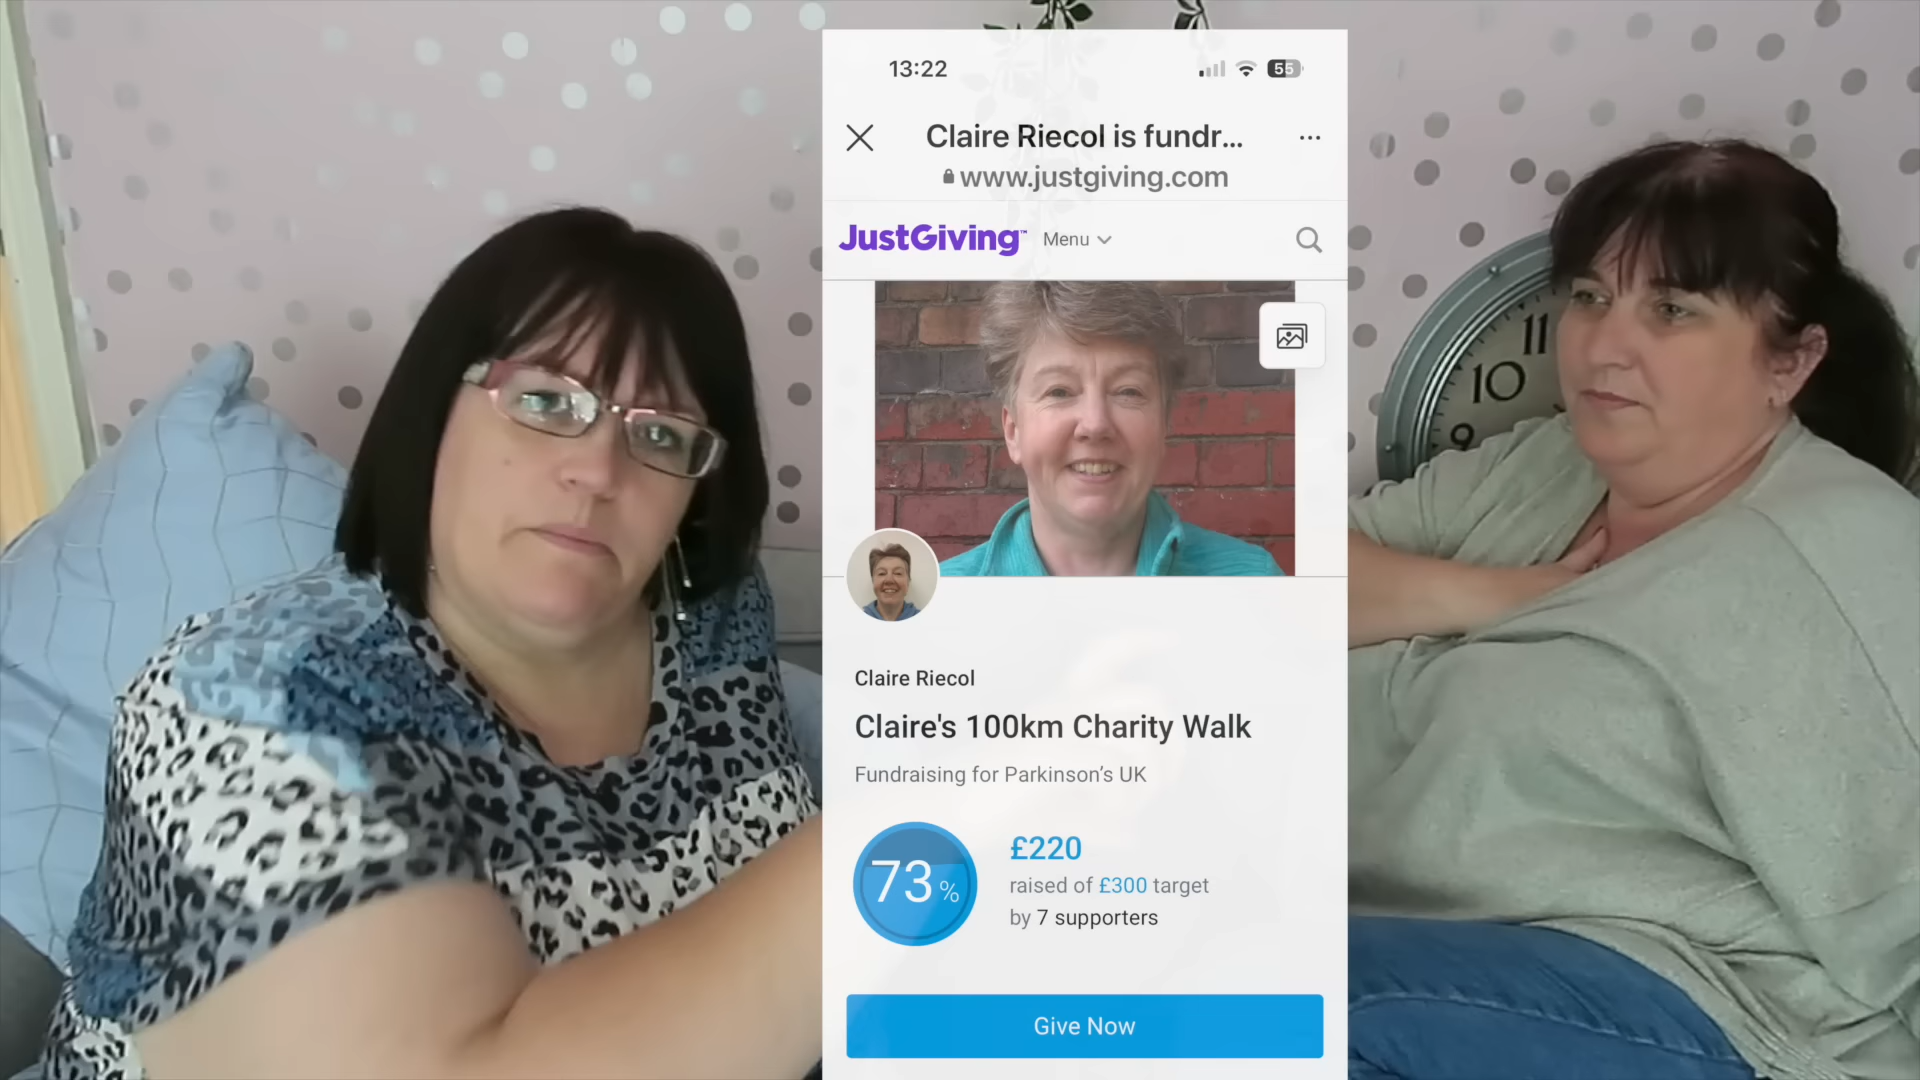 13:22
55
Claire Riecol is fundr...
www.justgiving.com
JustGiving™
Menu
Claire Riecol
Claire's 100km Charity Walk
Fundraising for Parkinson's UK
73%
£220
raised of £300 target
by 7 supporters
Give Now
11
10
9